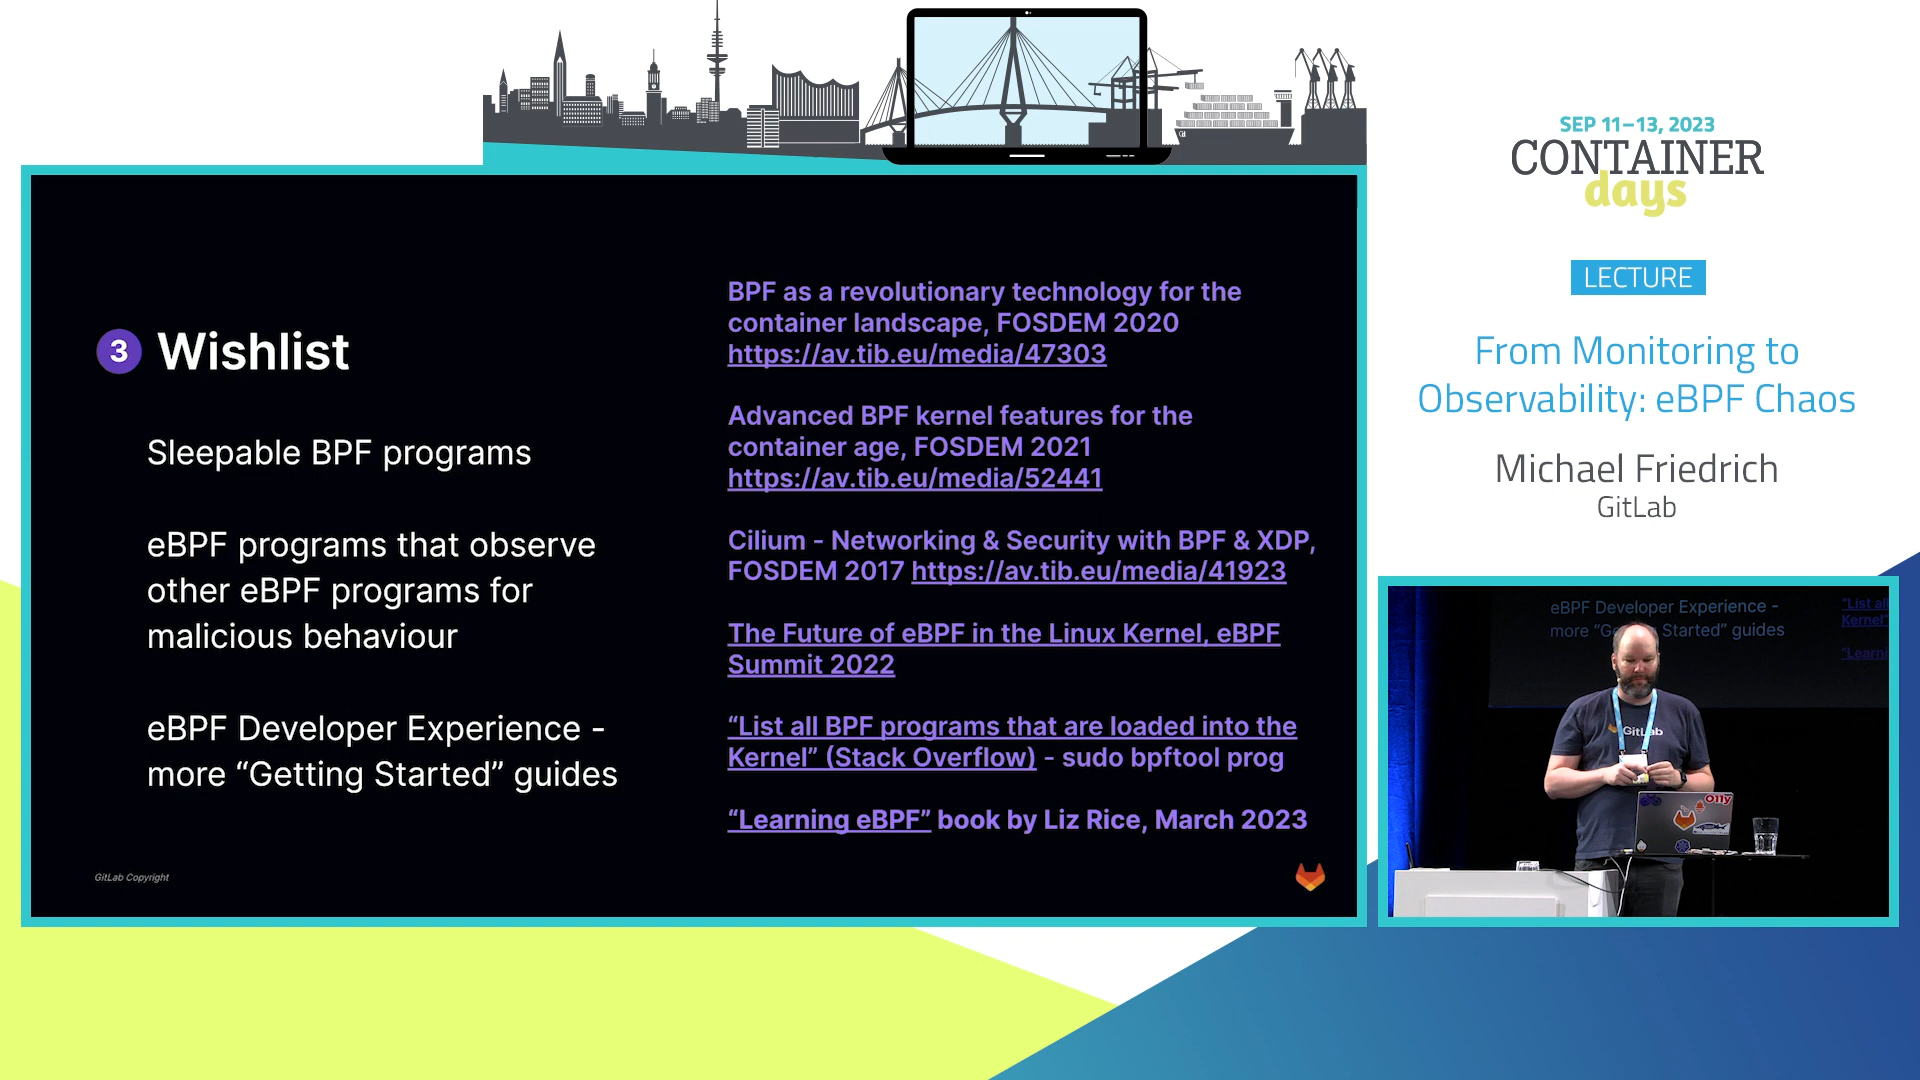 SEP 11–13, 2023
CONTAINER
days
LECTURE
From Monitoring to
Observability: eBPF Chaos
Michael Friedrich
GitLab
3 Wishlist
Sleepable BPF programs
eBPF programs that observe
other eBPF programs for
malicious behaviour
eBPF Developer Experience -
more “Getting Started” guides
BPF as a revolutionary technology for the
container landscape, FOSDEM 2020
https://av.tib.eu/media/47303
Advanced BPF kernel features for the
container age, FOSDEM 2021
https://av.tib.eu/media/52441
Cilium - Networking & Security with BPF & XDP,
FOSDEM 2017 https://av.tib.eu/media/41923
The Future of eBPF in the Linux Kernel, eBPF
Summit 2022
“List all BPF programs that are loaded into the
Kernel” (Stack Overflow) - sudo bpftool prog
“Learning eBPF” book by Liz Rice, March 2023
GitLab Copyright
eBPF Developer Experience -
more “Started” guides
“List all
Kernel”
“Learni
GitLab
O11y